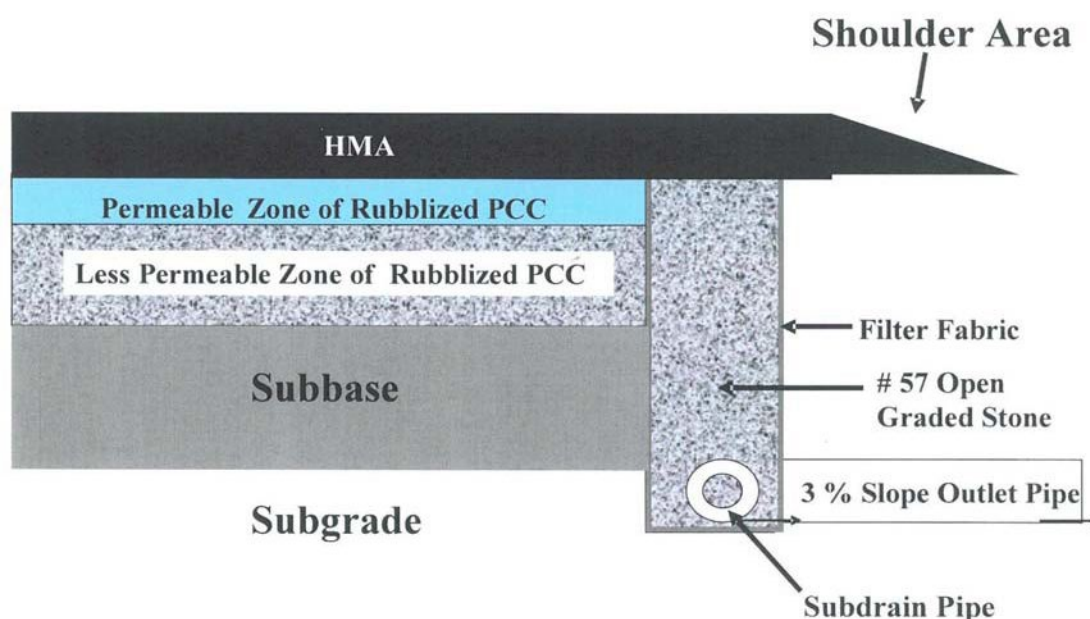 Shoulder Area
HMA
Permeable Zone of Rubblized PCC
Less Permeable Zone of Rubblized PCC
Filter Fabric
Subbase
# 57 Open
Graded Stone
3 % Slope Outlet Pipe
Subgrade
Subdrain Pipe